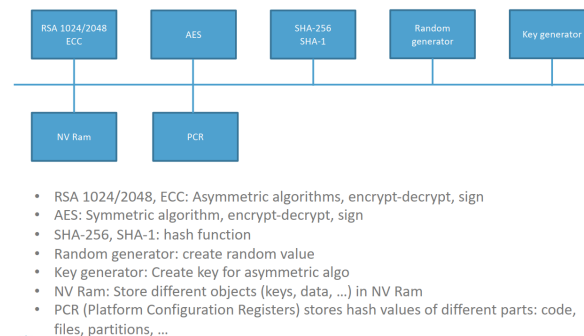 RSA 1024/2048
ECC
AES
SHA-256
SHA-1
Random
generator
Key generator
NV Ram
PCR
• RSA 1024/2048, ECC: Asymmetric algorithms, encrypt-decrypt, sign
• AES: Symmetric algorithm, encrypt-decrypt, sign
• SHA-256, SHA-1: hash function
• Random generator: create random value
• Key generator: Create key for asymmetric algo
• NV Ram: Store different objects (keys, data, ...) in NV Ram
• PCR (Platform Configuration Registers) stores hash values of different parts: code,
files, partitions, ...